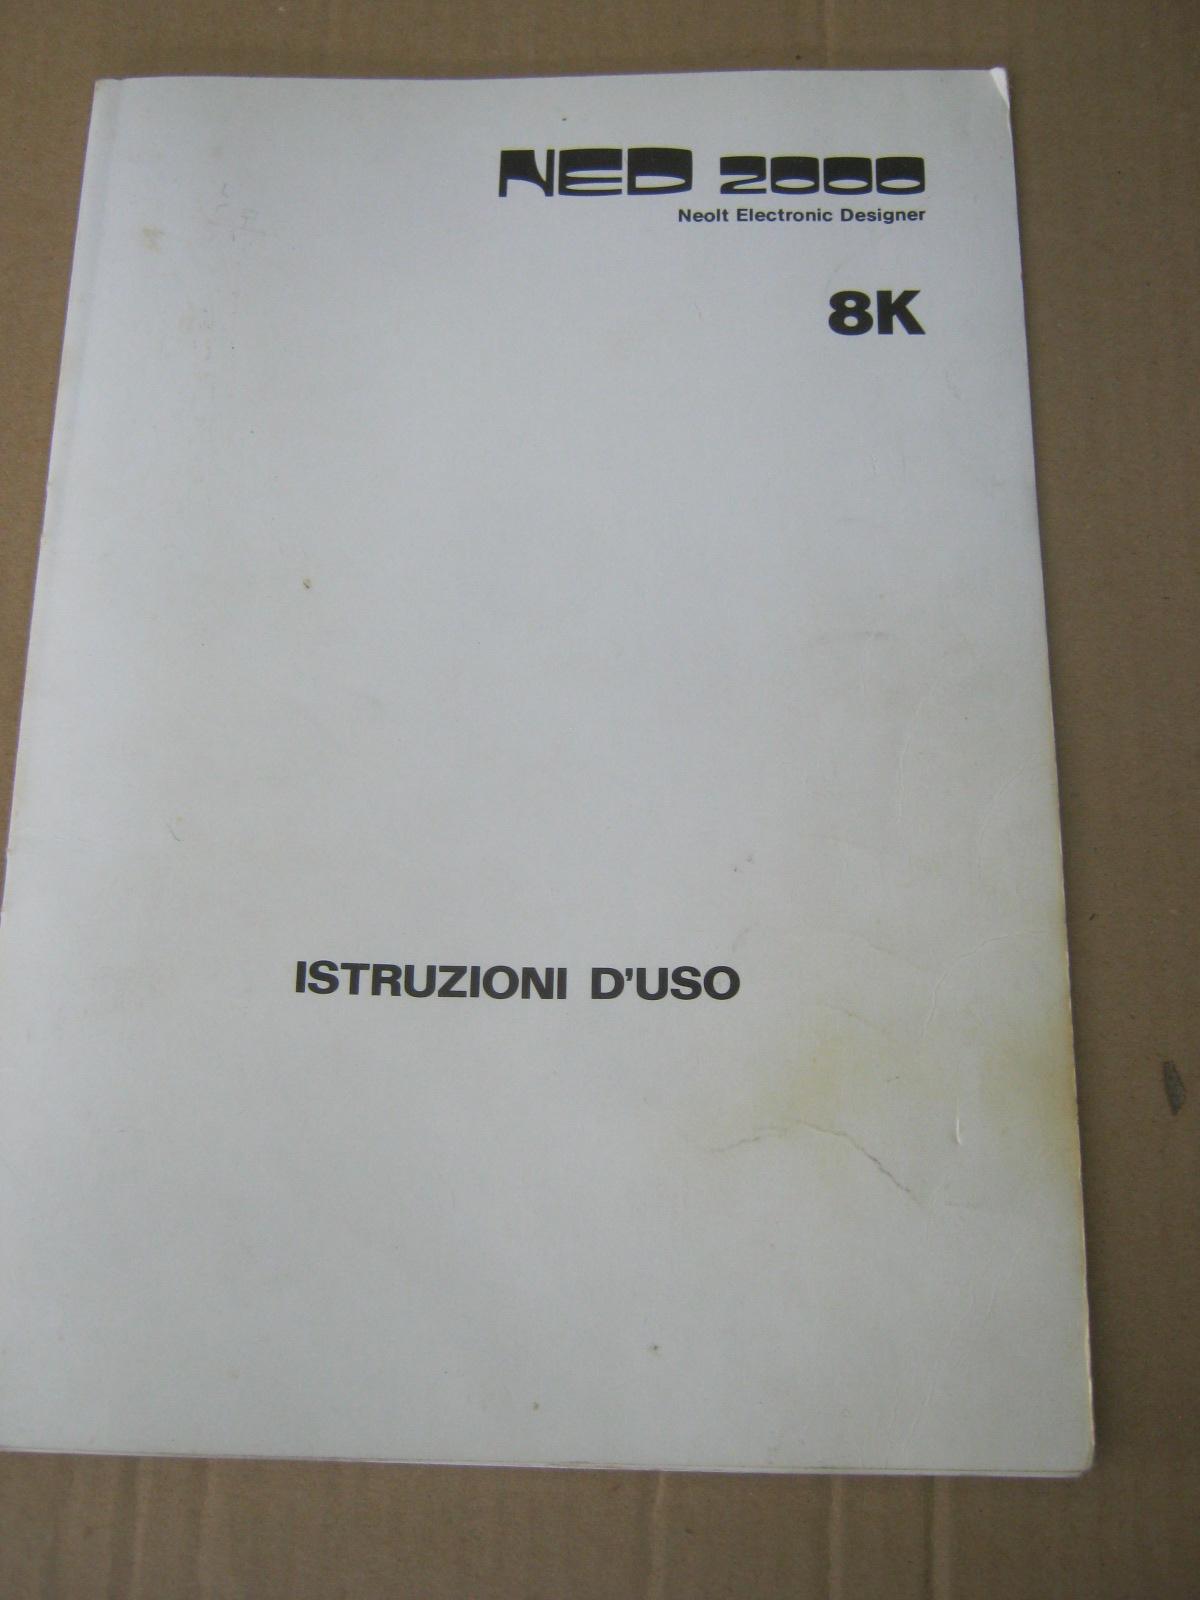 NED 2000
Neolt Electronic Designer
8K
ISTRUZIONI D'USO